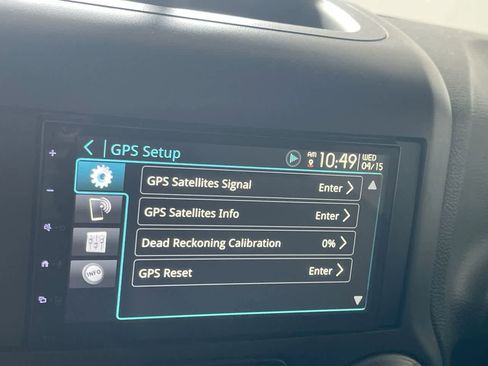 GPS Setup
AM 10:49 WED 04/15
GPS Satellites Signal Enter
GPS Satellites Info Enter
Dead Reckoning Calibration 0%
GPS Reset Enter
INFO